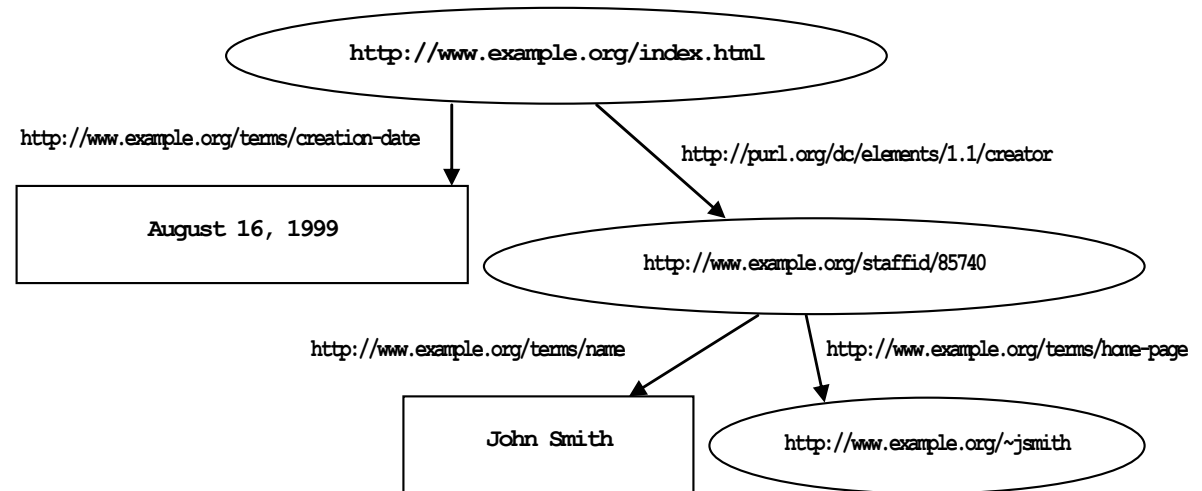 http://www.example.org/index.html
http://www.example.org/terms/creation-date
http://purl.org/dc/elements/1.1/creator
August 16, 1999
http://www.example.org/staffid/85740
http://www.example.org/terms/name
http://www.example.org/terms/home-page
John Smith
http://www.example.org/~jsmith